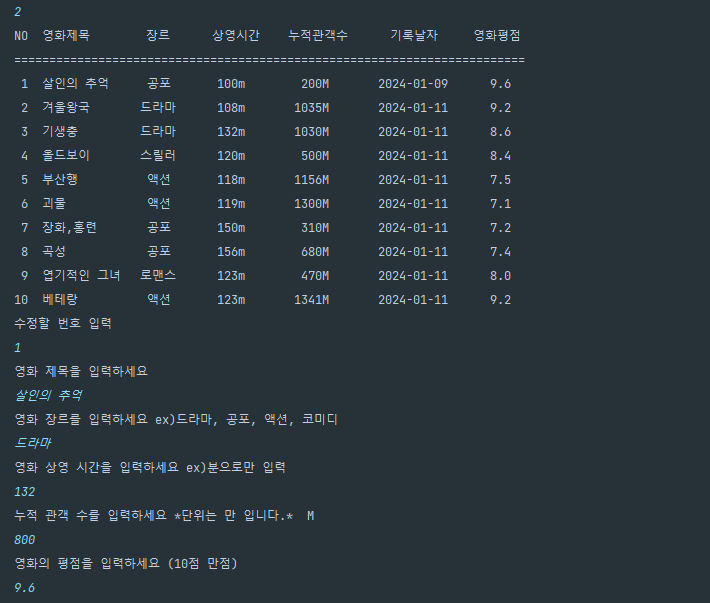 2
NO 영화제목 장르 상영시간 누적관객수 기록날자 영화평점
=========================================================================
1 살인의 추억 공포 100m 200M 2024-01-09 9.6
2 겨울왕국 드라마 108m 1035M 2024-01-11 9.2
3 기생충 드라마 132m 1030M 2024-01-11 8.6
4 올드보이 스릴러 120m 500M 2024-01-11 8.4
5 부산행 액션 118m 1156M 2024-01-11 7.5
6 괴물 액션 119m 1300M 2024-01-11 7.1
7 장화,홍련 공포 150m 310M 2024-01-11 7.2
8 곡성 공포 156m 680M 2024-01-11 7.4
9 엽기적인 그녀 로맨스 123m 470M 2024-01-11 8.0
10 베테랑 액션 123m 1341M 2024-01-11 9.2
수정할 번호 입력
1
영화 제목을 입력하세요
살인의 추억
영화 장르를 입력하세요 ex)드라마, 공포, 액션, 코미디
드라마
영화 상영 시간을 입력하세요 ex)분으로만 입력
132
누적 관객 수를 입력하세요 *단위는 만 입니다.* M
800
영화의 평점을 입력하세요 (10점 만점)
9.6